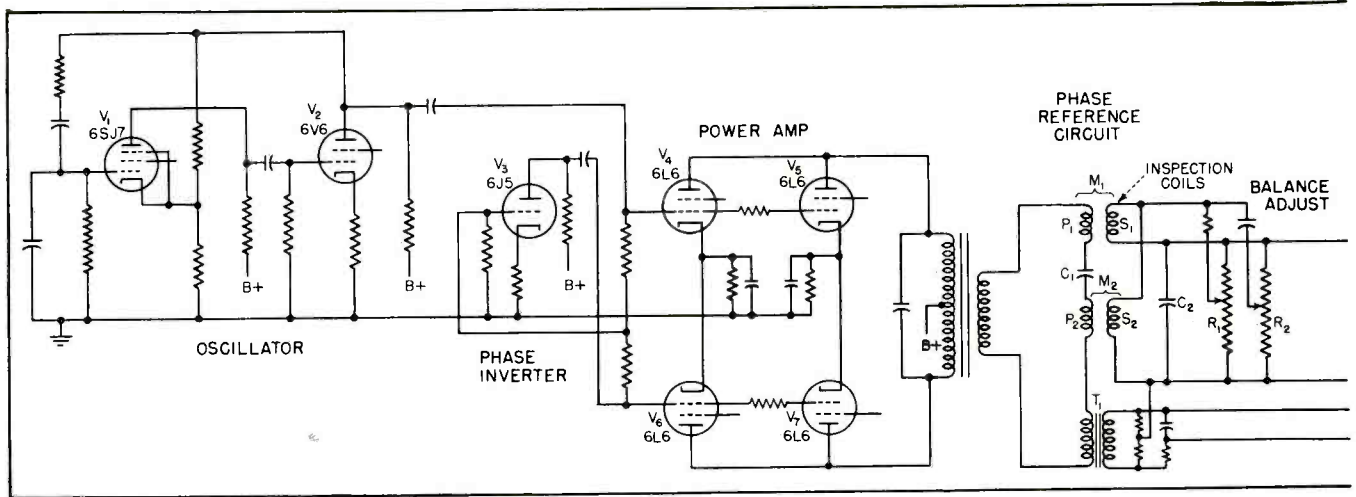 V1
6SJ7
V2
6V6
B+
OSCILLATOR
B+
V3
6J5
B+
PHASE
INVERTER
POWER AMP
V4
6L6
V5
6L6
V6
6L6
V7
6L6
B+
PHASE
REFERENCE
CIRCUIT
M1
INSPECTION
COILS
P1
S1
C1
M2
P2
S2
T1
C2
BALANCE
ADJUST
R1
R2